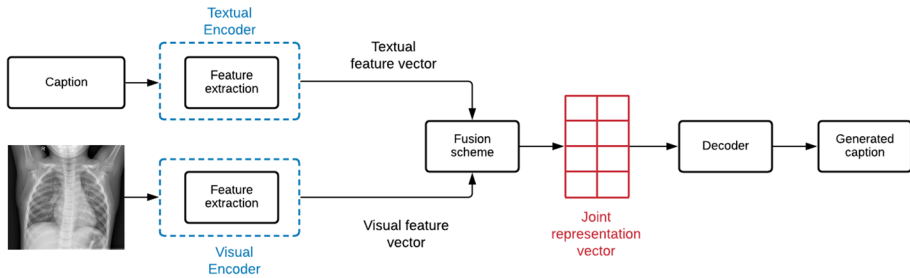 Textual
Encoder
Caption
Feature
extraction
Textual
feature vector
Fusion
scheme
Decoder
Generated
caption
Feature
extraction
Visual feature
vector
Visual
Encoder
Joint
representation
vector